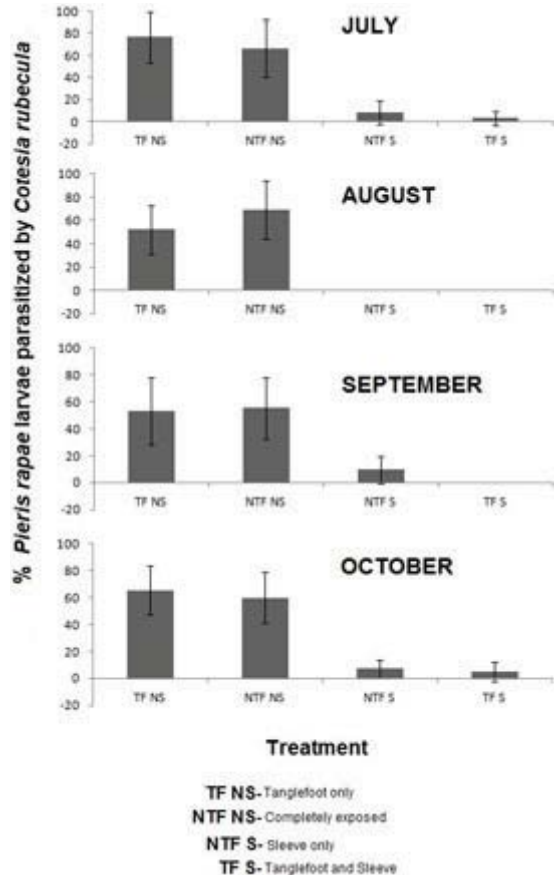 % Pieris rapae larvae parasitized by Cotesia rubecula
JULY
100
80
60
40
20
0
-20
TF NS
NTF NS
NTF S
TF S
AUGUST
100
80
60
40
20
0
-20
TF NS
NTF NS
NTF S
TF S
SEPTEMBER
100
80
60
40
20
0
-20
TF NS
NTF NS
NTF S
TF S
OCTOBER
100
80
60
40
20
0
-20
TF NS
NTF NS
NTF S
TF S
Treatment
TF NS- Tanglefoot only
NTF NS- Completely exposed
NTF S- Sleeve only
TF S- Tanglefoot and Sleeve